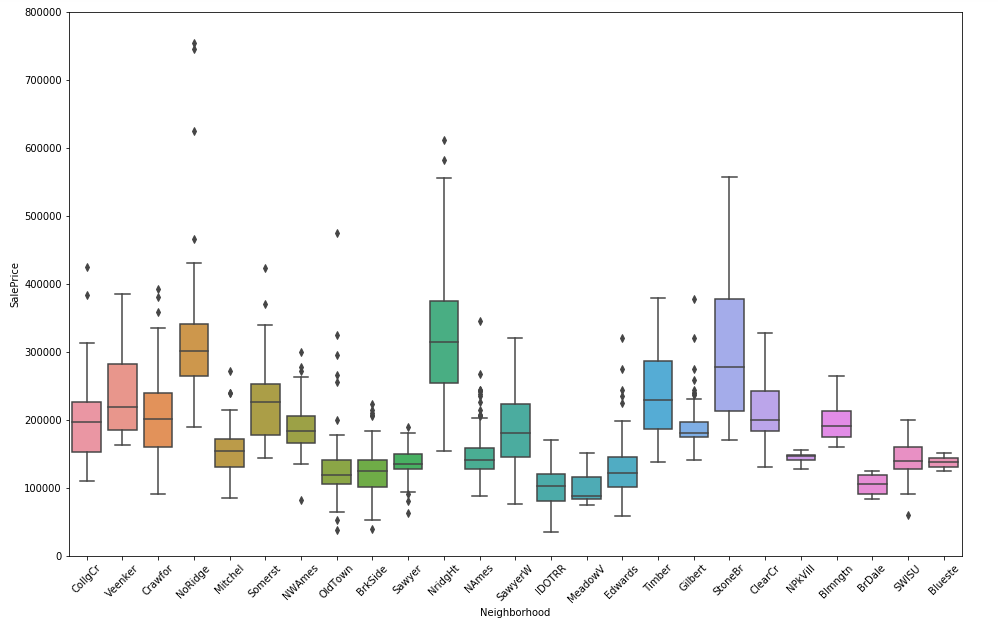 800000
700000
600000
500000
400000
300000
200000
100000
0
SalePrice
CollgCr
Veenker
Crawfor
NoRidge
Mitchel
Somerst
NWAmes
OldTown
BrkSide
Sawyer
NridgHt
NAmes
SawyerW
IDOTRR
MeadowV
Edwards
Timber
Gilbert
StoneBr
ClearCr
NPkVill
Blmngtn
BrDale
SWISU
Blueste
Neighborhood